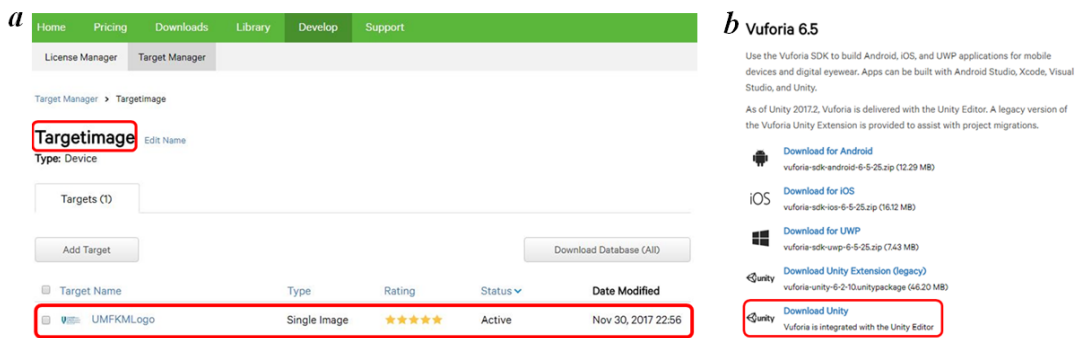 a
Home Pricing Downloads Library Develop Support
License Manager Target Manager
Target Manager > Targetimage
Targetimage Edit Name
Type: Device
Targets (1)
Add Target Download Database (All)
Target Name Type Rating Status Date Modified
UMFKMLogo Single Image Active Nov 30, 2017 22:56
b
Vuforia 6.5
Use the Vuforia SDK to build Android, iOS, and UWP applications for mobile
devices and digital eyewear. Apps can be built with Android Studio, Xcode, Visual
Studio, and Unity.
As of Unity 2017.2, Vuforia is delivered with the Unity Editor. A legacy version of
the Vuforia Unity Extension is provided to assist with project migrations.
Download for Android
vuforia-sdk-android-6-5-25.zip (12.29 MB)
iOS
Download for iOS
vuforia-sdk-ios-6-5-25.zip (16.12 MB)
Download for UWP
vuforia-sdk-uwp-6-5-25.zip (7.43 MB)
unity
Download Unity Extension (legacy)
vuforia-unity-6-2-10.unitypackage (46.20 MB)
unity
Download Unity
Vuforia is integrated with the Unity Editor